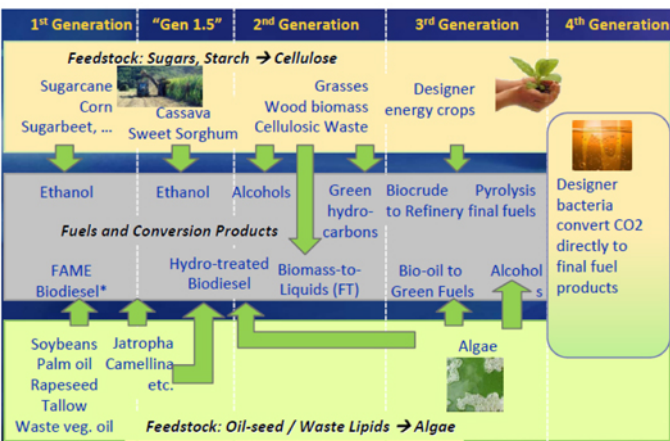 1st Generation
"Gen 1.5"
2nd Generation
3rd Generation
4th Generation
Feedstock: Sugars, Starch → Cellulose
Sugarcane
Corn
Sugarbeet, ...
Cassava
Sweet Sorghum
Grasses
Wood biomass
Cellulosic Waste
Designer
energy crops
Ethanol
Ethanol
Alcohols
Green
hydro-
carbons
Biocrude
to Refinery
Pyrolysis
final fuels
Designer
bacteria
convert CO2
directly to
final fuel
products
Fuels and Conversion Products
FAME
Biodiesel*
Hydro-treated
Biodiesel
Biomass-to-
Liquids (FT)
Bio-oil to
Green Fuels
Alcohol
s
Soybeans
Palm oil
Rapeseed
Tallow
Waste veg. oil
Jatropha
Camellina
etc.
Algae
Feedstock: Oil-seed / Waste Lipids → Algae